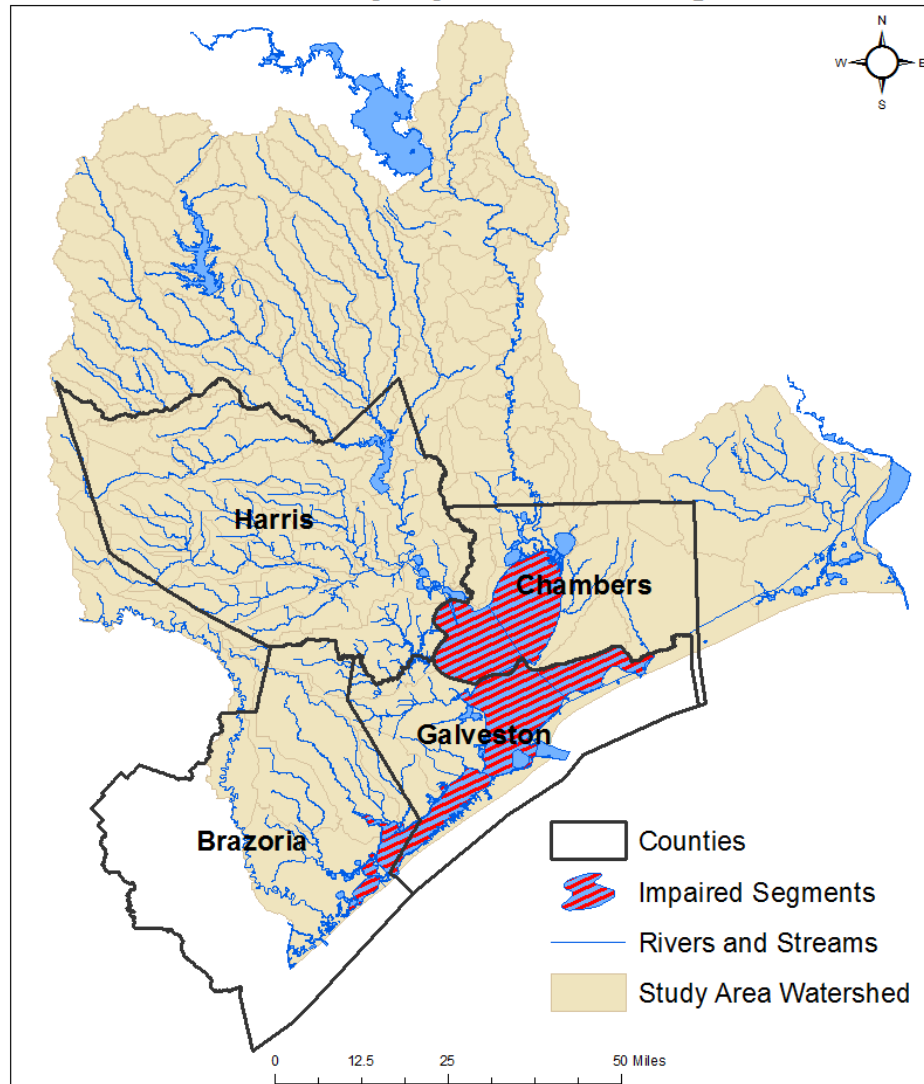 N
W E
S
Harris
Chambers
Galveston
Brazoria
Counties
Impaired Segments
Rivers and Streams
Study Area Watershed
0 12.5 25 50 Miles